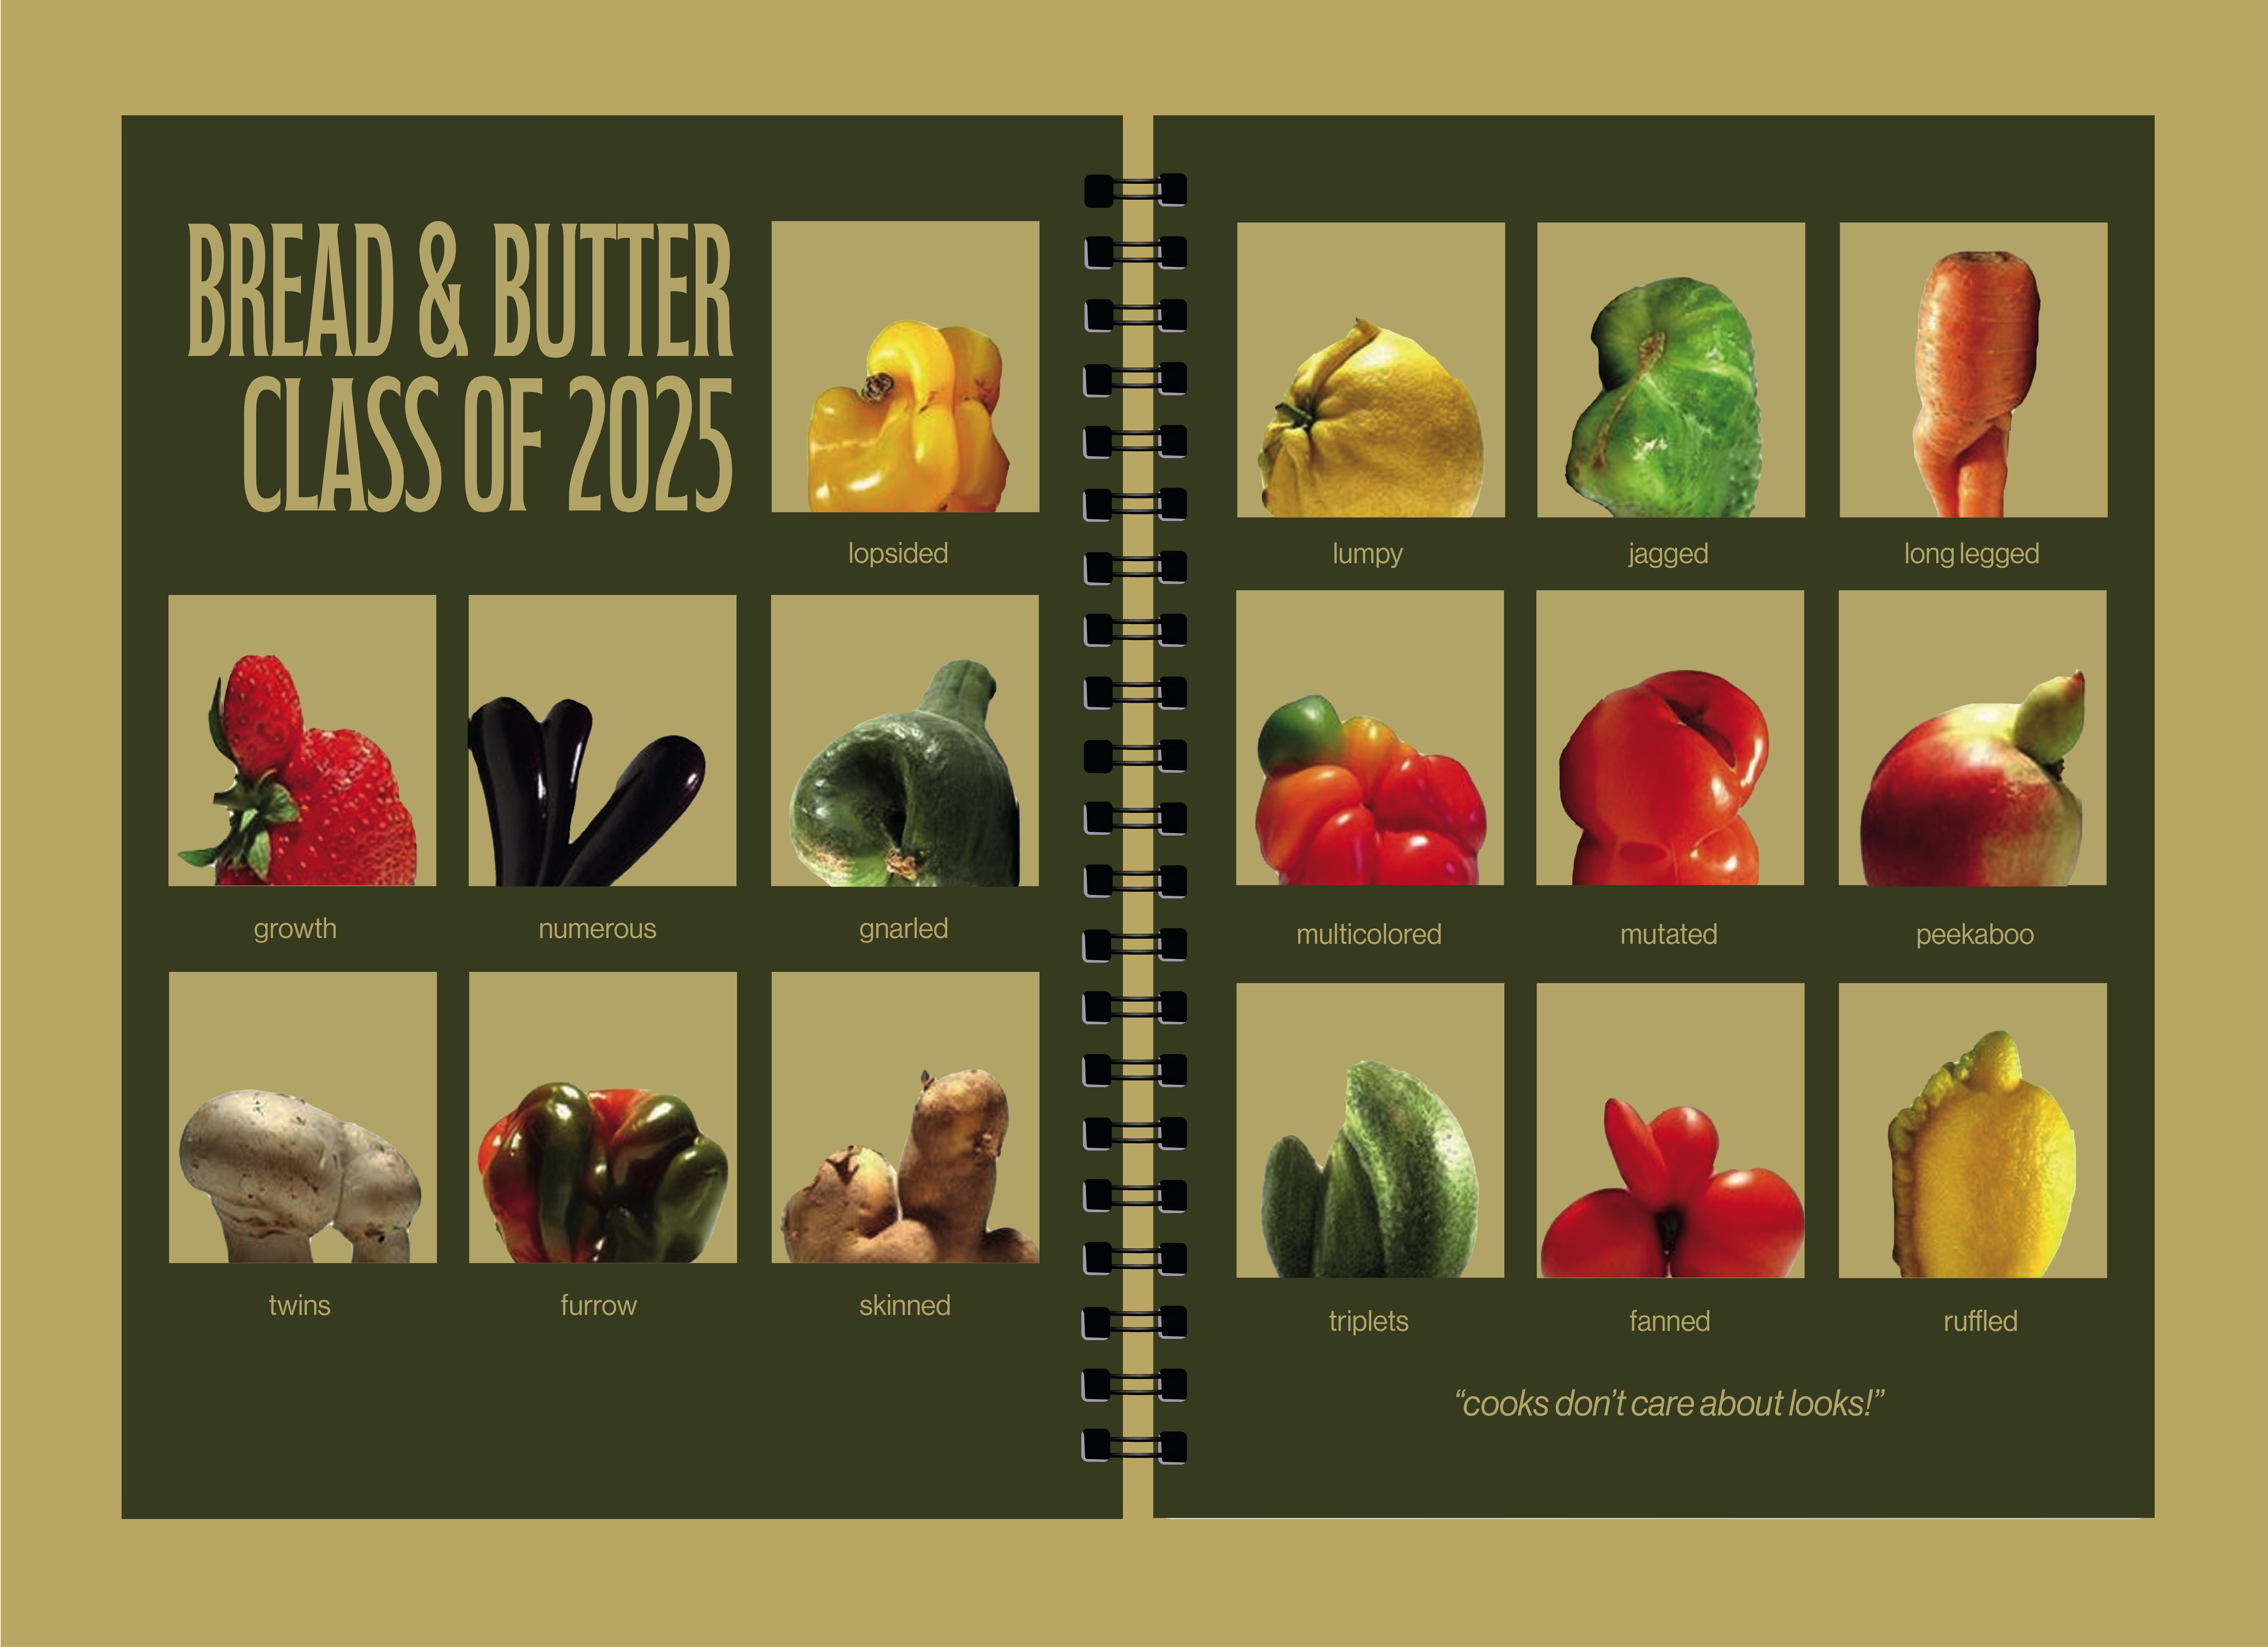 BREAD & BUTTER
CLASS OF 2025
lopsided
growth
numerous
gnarled
twins
furrow
skinned
lumpy
jagged
long legged
multicolored
mutated
peekaboo
triplets
fanned
ruffled
“cooks don’t care about looks!”